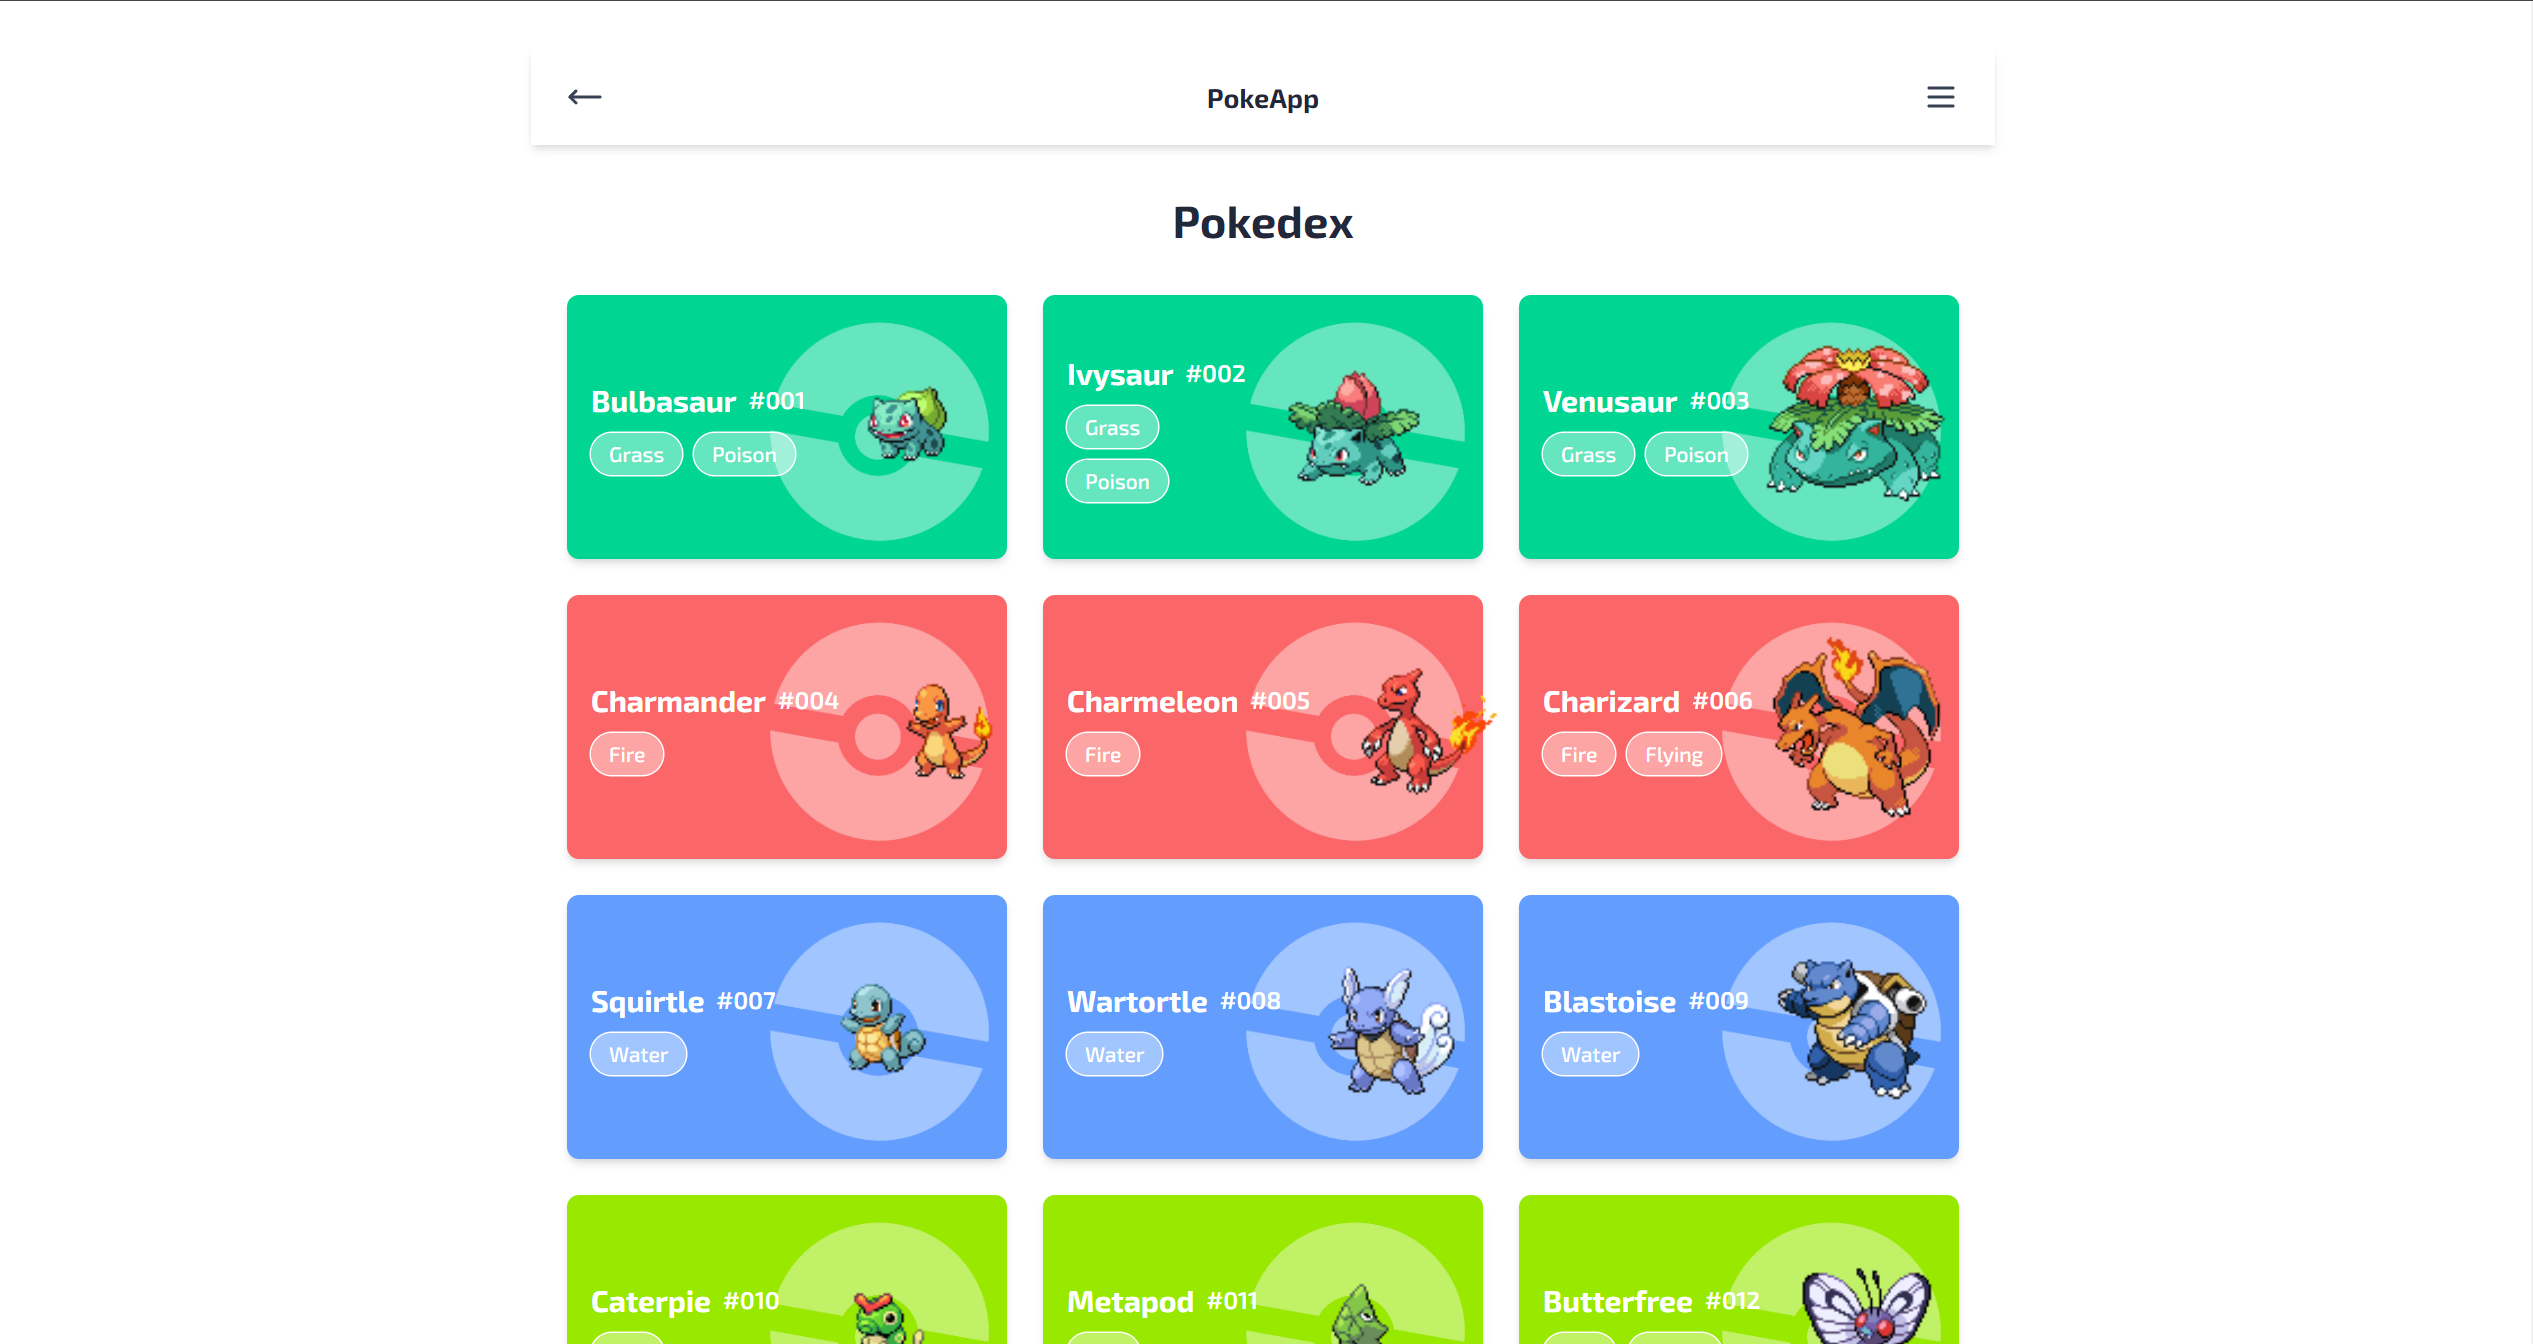 PokeApp
Pokedex
Bulbasaur #001
Grass Poison
Ivysaur #002
Grass
Poison
Venusaur #003
Grass Poison
Charmander #004
Fire
Charmeleon #005
Fire
Charizard #006
Fire Flying
Squirtle #007
Water
Wartortle #008
Water
Blastoise #009
Water
Caterpie #010
Metapod #011
Butterfree #012